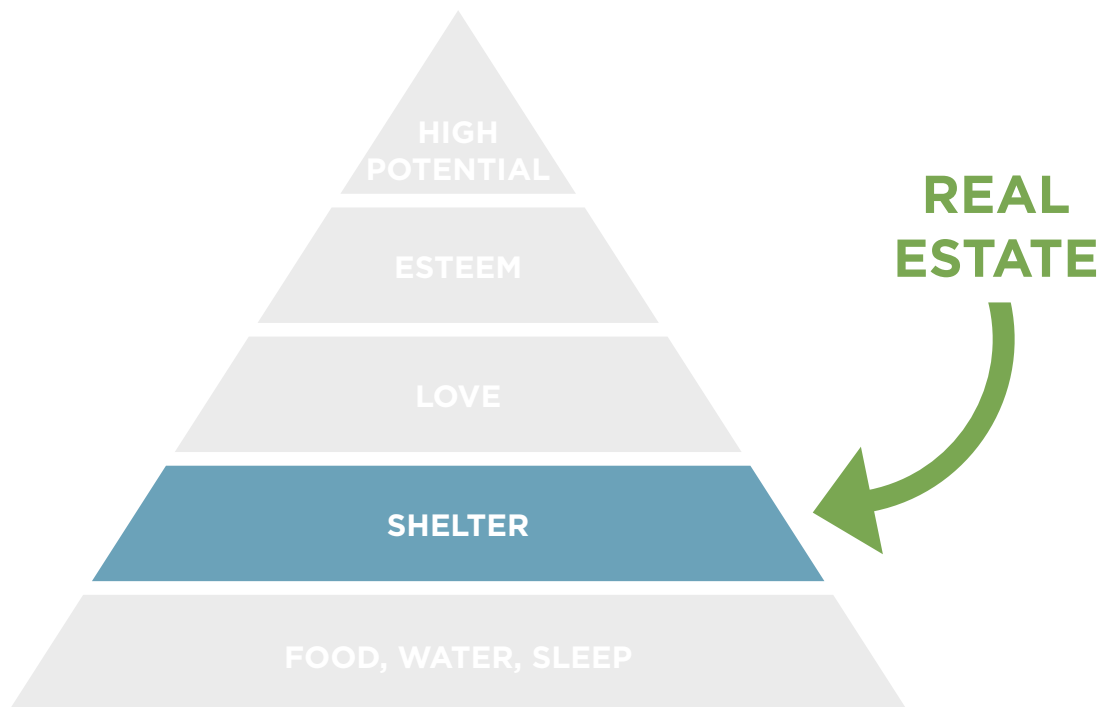 HIGH
POTENTIAL
ESTEEM
LOVE
SHELTER
FOOD, WATER, SLEEP
REAL
ESTATE